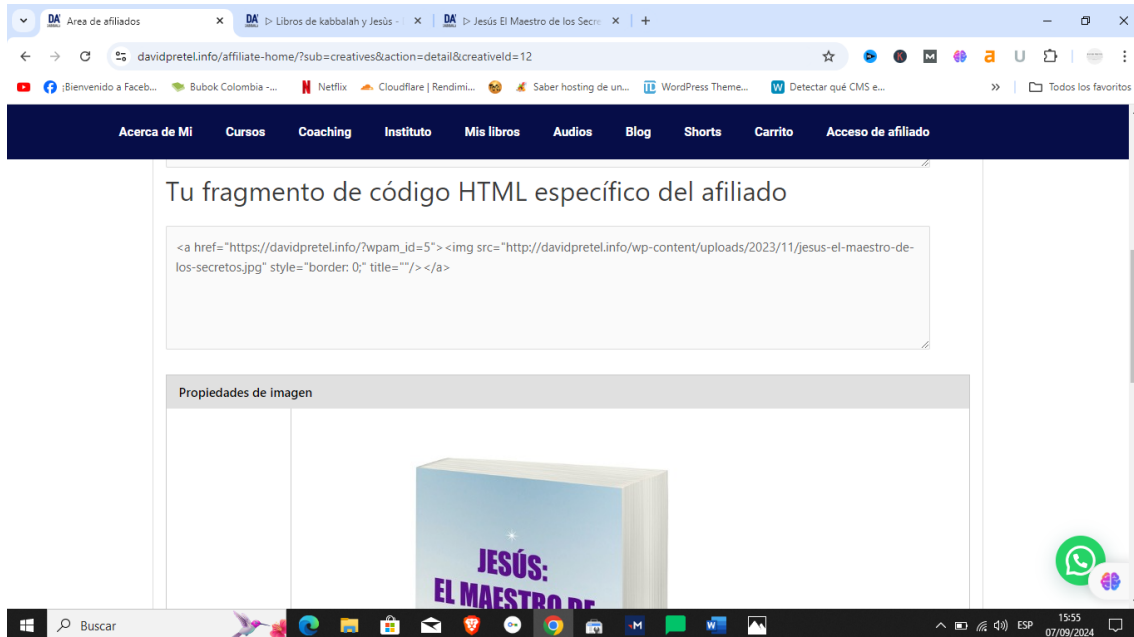 Area de afiliados
DA
▷ Libros de kabbalah y Jesùs -
DA
▷ Jesús El Maestro de los Secre
davidpretel.info/affiliate-home/?sub=creatives&action=detail&creativeId=12
¡Bienvenido a Faceb...
Bubok Colombia -...
Netflix
Cloudflare | Rendimi...
Saber hosting de un...
WordPress Theme...
Detectar qué CMS e...
Todos los favoritos
Acerca de Mi
Cursos
Coaching
Instituto
Mis libros
Audios
Blog
Shorts
Carrito
Acceso de afiliado
Tu fragmento de código HTML específico del afiliado
<a href="https://davidpretel.info/?wpam_id=5"><img src="http://davidpretel.info/wp-content/uploads/2023/11/jesus-el-maestro-de-
los-secretos.jpg" style="border: 0;" title=""/></a>
Propiedades de imagen
JESÚS:
EL MAESTRO DE
Buscar
ESP
15:55
07/09/2024